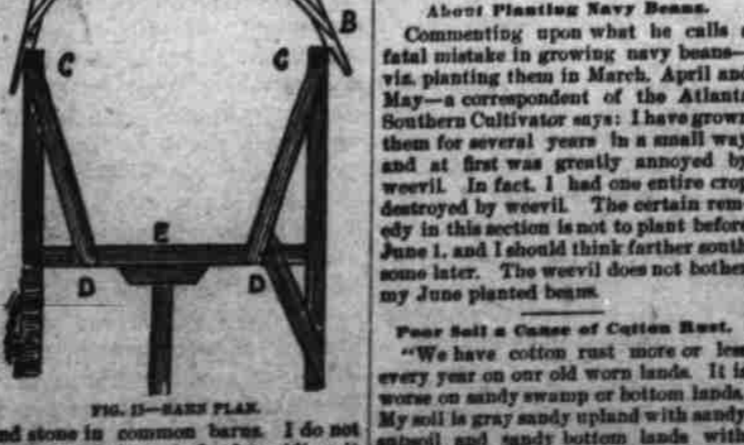 B
C
C
E
D
D
FIG. 15—BARN PLAN.
nd stone in common barns. I do not
About Planting Navy Beans.
Commenting upon what he calls a
fatal mistake in growing navy beans—
viz, planting them in March, April and
May—a correspondent of the Atlanta
Southern Cultivator says: I have grown
them for several years in a small way
and at first was greatly annoyed by
weevil. In fact, I had one entire crop
destroyed by weevil. The certain rem-
edy in this section is not to plant before
June 1, and I should think farther south
some later. The weevil does not bother
my June planted beans.
Poor Soil a Cause of Cotton Rust.
"We have cotton rust more or less
every year on our old worn lands. It is
worse on sandy swamp or bottom lands.
My soil is gray sandy upland with sandy
subsoil and sandy bottom lands with